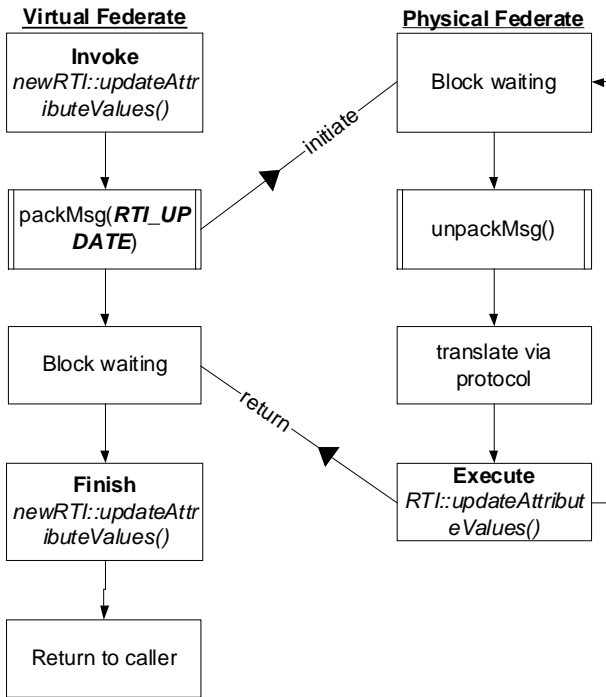 Virtual Federate
Physical Federate
Invoke
newRTI::updateAttr
ibuteValues()
Block waiting
initiate
packMsg(RTI_UP
DATE)
unpackMsg()
Block waiting
translate via
protocol
return
Finish
newRTI::updateAttr
ibuteValues()
Execute
RTI::updateAttribut
eValues()
Return to caller